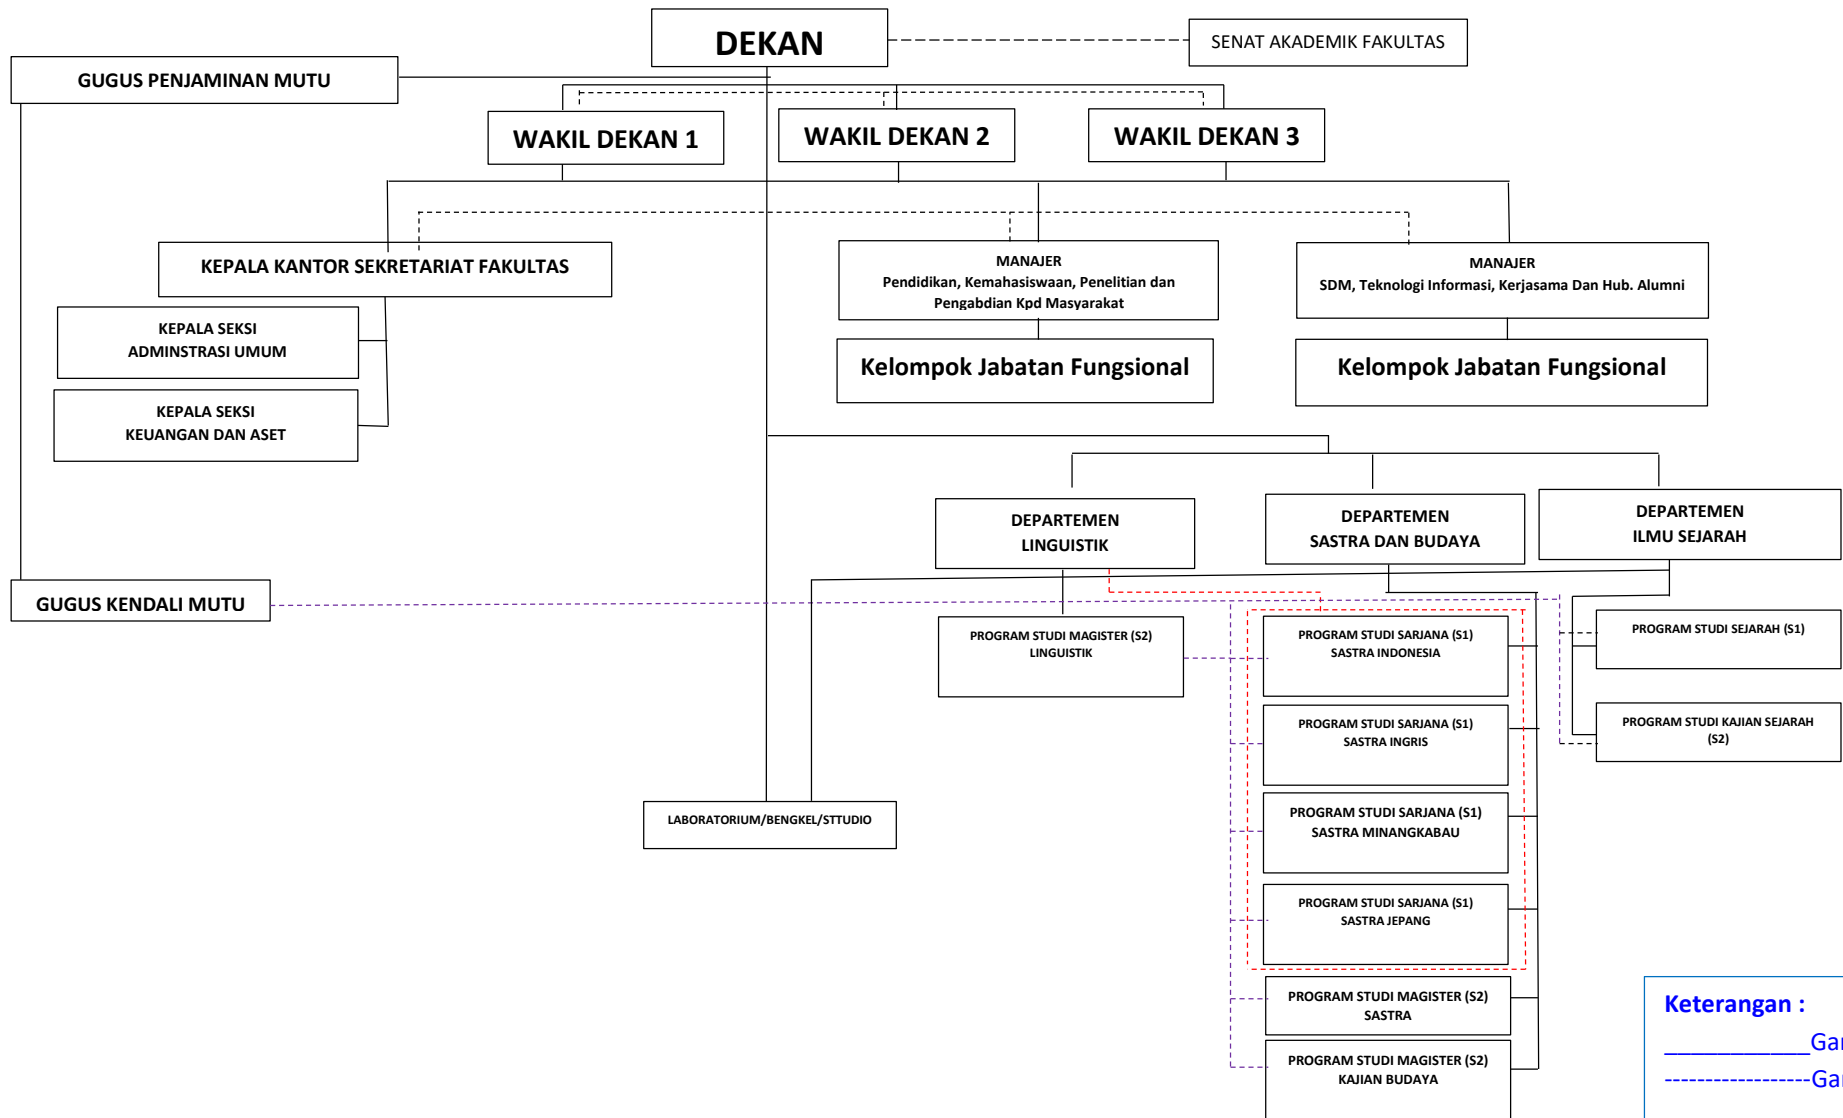 DEKAN
SENAT AKADEMIK FAKULTAS
GUGUS PENJAMINAN MUTU
WAKIL DEKAN 1
WAKIL DEKAN 2
WAKIL DEKAN 3
KEPALA KANTOR SEKRETARIAT FAKULTAS
MANAJER
Pendidikan, Kemahasiswaan, Penelitian dan
Pengabdian Kpd Masyarakat
MANAJER
SDM, Teknologi Informasi, Kerjasama Dan Hub. Alumni
KEPALA SEKSI
ADMINSTRASI UMUM
Kelompok Jabatan Fungsional
Kelompok Jabatan Fungsional
KEPALA SEKSI
KEUANGAN DAN ASET
DEPARTEMEN
LINGUISTIK
DEPARTEMEN
SASTRA DAN BUDAYA
DEPARTEMEN
ILMU SEJARAH
GUGUS KENDALI MUTU
PROGRAM STUDI MAGISTER (S2)
LINGUISTIK
PROGRAM STUDI SARJANA (S1)
SASTRA INDONESIA
PROGRAM STUDI SEJARAH (S1)
PROGRAM STUDI SARJANA (S1)
SASTRA INGRIS
PROGRAM STUDI KAJIAN SEJARAH
(S2)
LABORATORIUM/BENGKEL/STTUDIO
PROGRAM STUDI SARJANA (S1)
SASTRA MINANGKABAU
PROGRAM STUDI SARJANA (S1)
SASTRA JEPANG
PROGRAM STUDI MAGISTER (S2)
SASTRA
PROGRAM STUDI MAGISTER (S2)
KAJIAN BUDAYA
Keterangan :